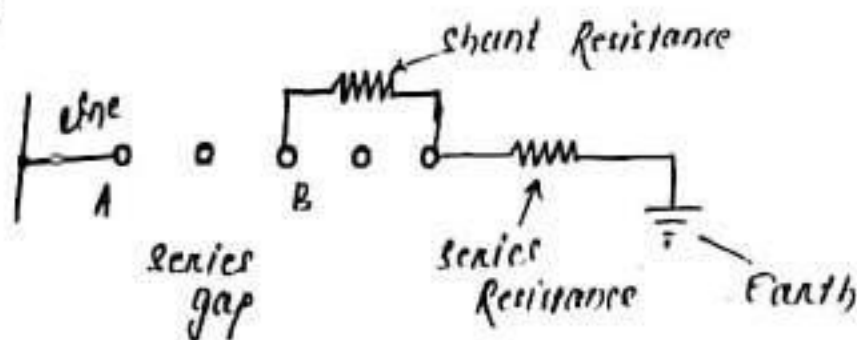 Shunt Resistance
line
A
B
series
gap
series
Resistance
Earth